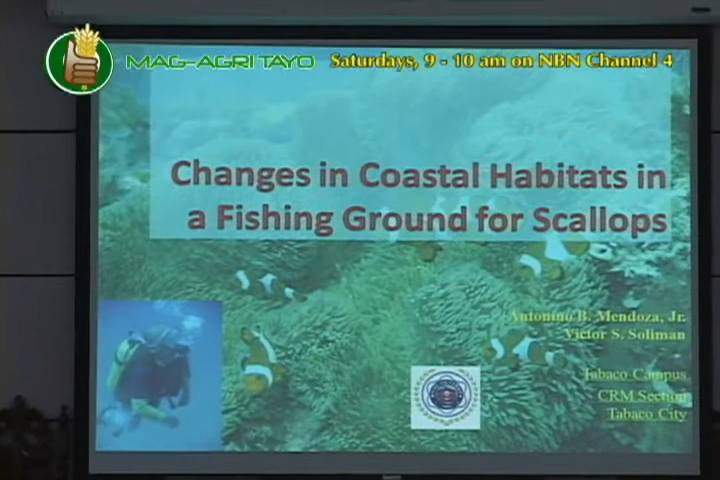 MAG-AGRI TAYO
Saturdays, 9 - 10 am on NBN Channel 4
Changes in Coastal Habitats in
a Fishing Ground for Scallops
Antonino B. Mendoza, Jr.
Victor S. Soliman
Tabaco Campus
CRM Section
Tabaco City